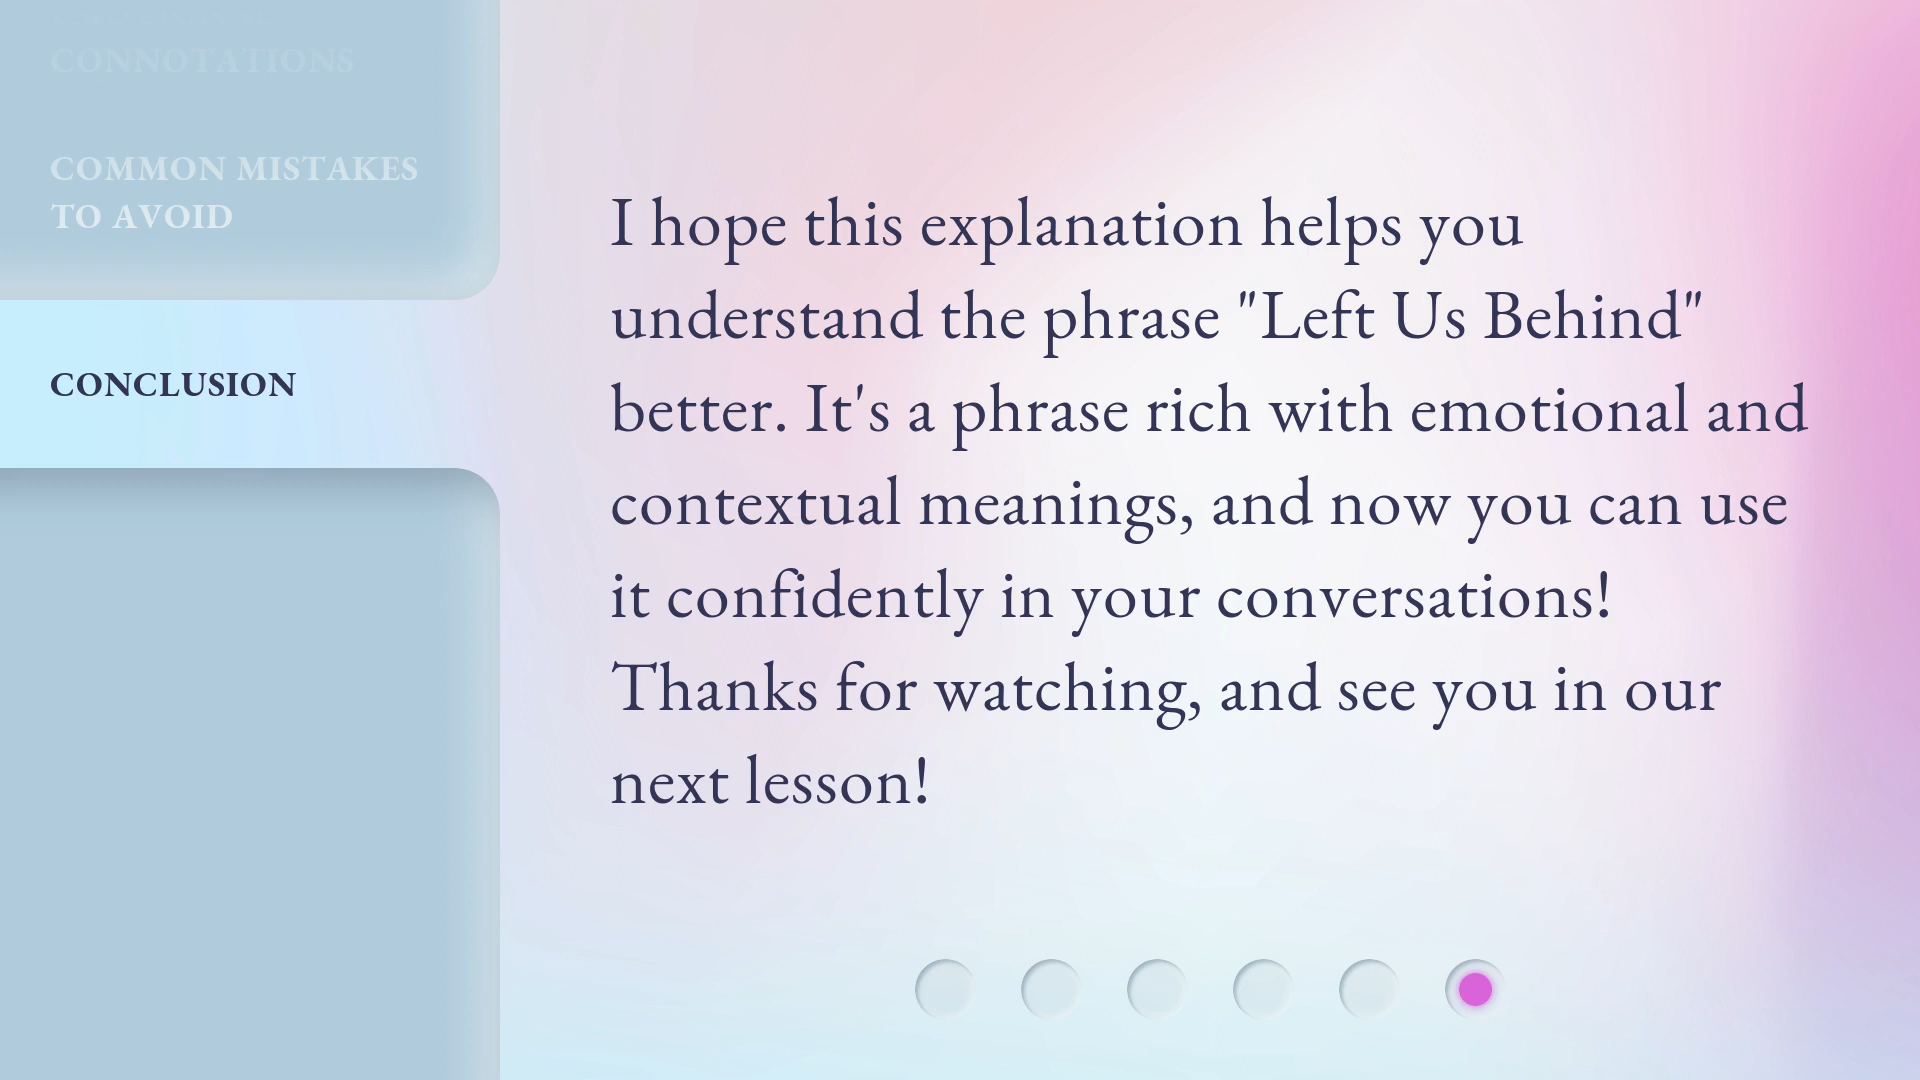 CONNOTATIONS
COMMON MISTAKES
TO AVOID
CONCLUSION
I hope this explanation helps you
understand the phrase "Left Us Behind"
better. It's a phrase rich with emotional and
contextual meanings, and now you can use
it confidently in your conversations!
Thanks for watching, and see you in our
next lesson!